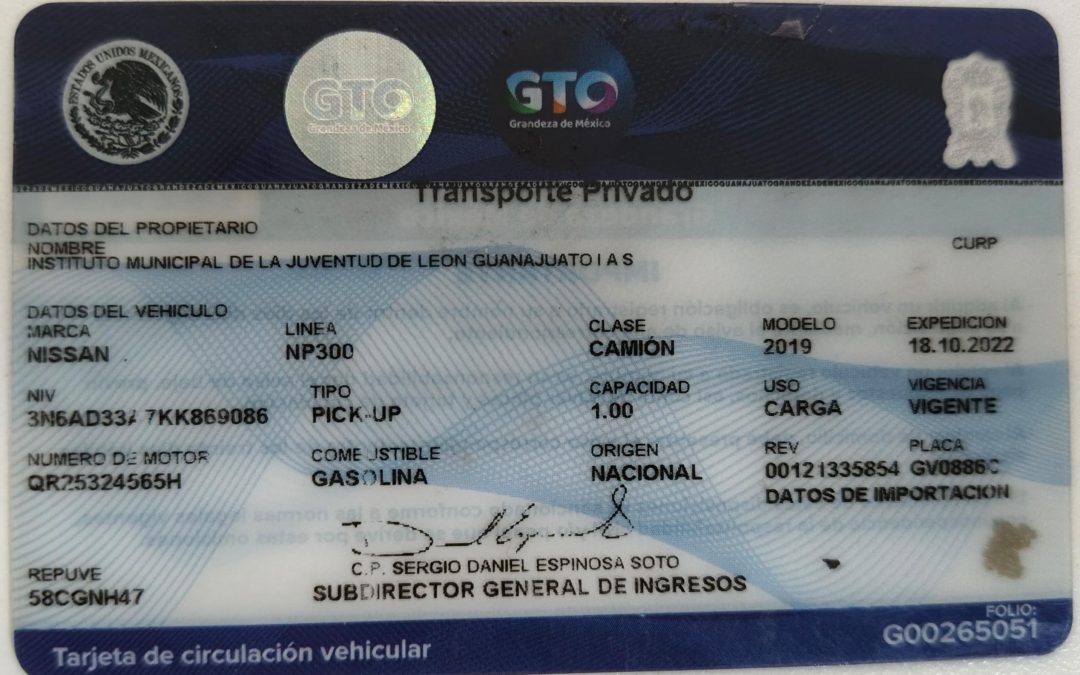 ESTADOS UNIDOS MEXICANOS
GTO
Grandeza de México
GTO
Grandeza de México
Transporte Privado
DATOS DEL PROPIETARIO
NOMBRE CURP
INSTITUTO MUNICIPAL DE LA JUVENTUD DE LEON GUANAJUATO I A S
DATOS DEL VEHICULO
MARCA LINEA CLASE MODELO EXPEDICION
NISSAN NP300 CAMIÓN 2019 18.10.2022
NIV TIPO CAPACIDAD USO VIGENCIA
3N6AD33A7KK869086 PICK-UP 1.00 CARGA VIGENTE
NUMERO DE MOTOR COMBUSTIBLE ORIGEN REV PLACA
QR25324565H GASOLINA NACIONAL 00121335854 GV0886C
DATOS DE IMPORTACION
C.P. SERGIO DANIEL ESPINOSA SOTO
SUBDIRECTOR GENERAL DE INGRESOS
REPUVE
58CGNH47
FOLIO:
G00265051
Tarjeta de circulación vehicular